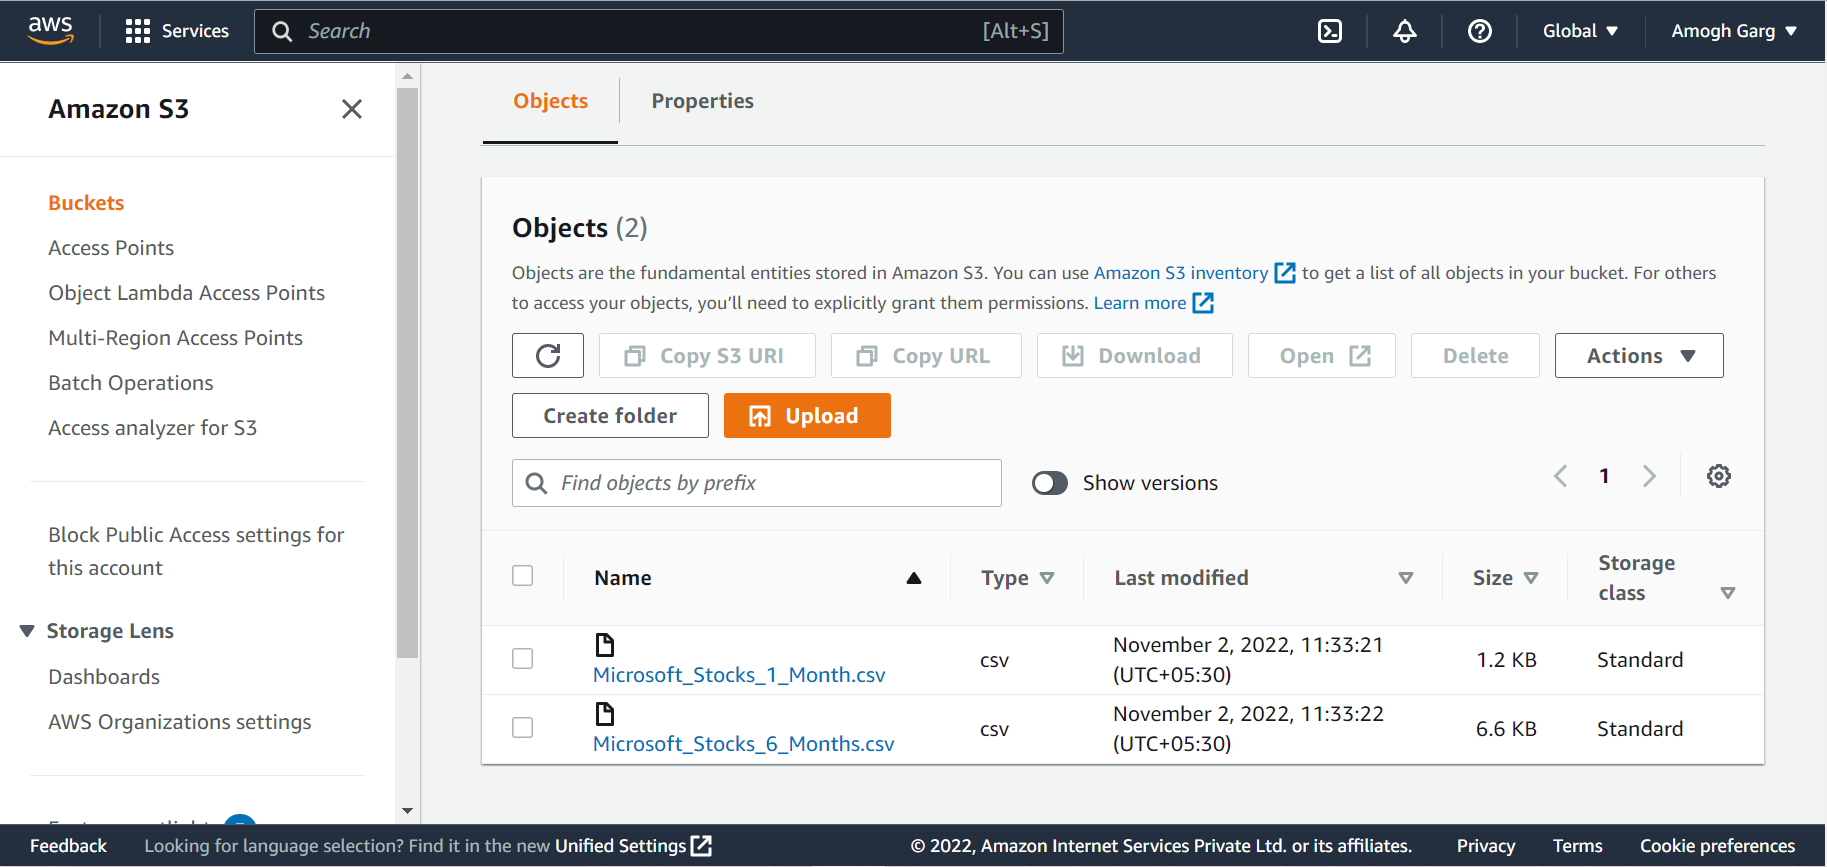 aws
Services
Search
[Alt+S]
Global
Amogh Garg
Amazon S3
Buckets
Access Points
Object Lambda Access Points
Multi-Region Access Points
Batch Operations
Access analyzer for S3
Block Public Access settings for
this account
Storage Lens
Dashboards
AWS Organizations settings
Objects
Properties
Objects (2)
Objects are the fundamental entities stored in Amazon S3. You can use Amazon S3 inventory to get a list of all objects in your bucket. For others
to access your objects, you’ll need to explicitly grant them permissions. Learn more
Copy S3 URI
Copy URL
Download
Open
Delete
Actions
Create folder
Upload
Find objects by prefix
Show versions
1
Name
Type
Last modified
Size
Storage
class
Microsoft_Stocks_1_Month.csv
csv
November 2, 2022, 11:33:21
(UTC+05:30)
1.2 KB
Standard
Microsoft_Stocks_6_Months.csv
csv
November 2, 2022, 11:33:22
(UTC+05:30)
6.6 KB
Standard
Feedback
Looking for language selection? Find it in the new Unified Settings
© 2022, Amazon Internet Services Private Ltd. or its affiliates.
Privacy
Terms
Cookie preferences